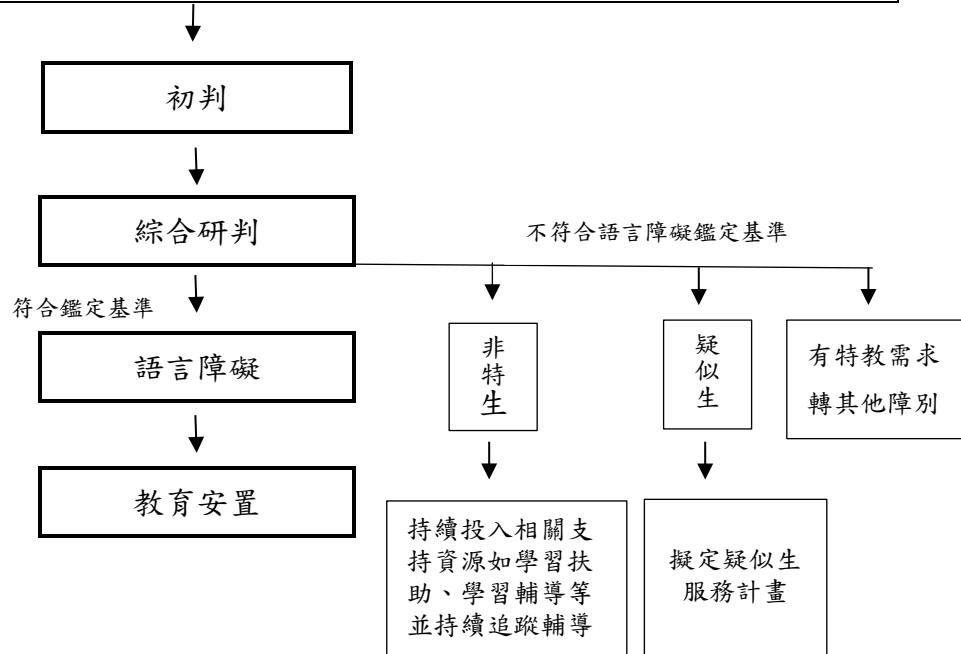 初判
綜合研判
不符合語言障礙鑑定基準
符合鑑定基準
語言障礙
教育安置
非
特
生
疑
似
生
有特教需求
轉其他障別
持續投入相關支
持資源如學習扶
助、學習輔導等
並持續追蹤輔導
擬定疑似生
服務計畫